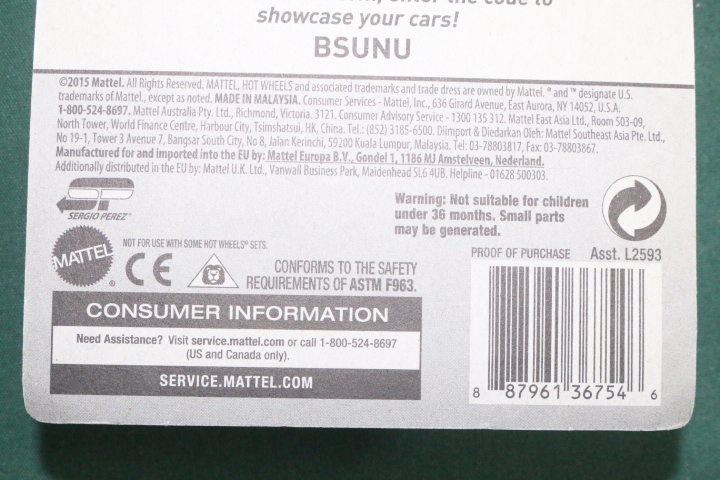 enter the code to
showcase your cars!
BSUNU
©2015 Mattel. All Rights Reserved. MATTEL, HOT WHEELS and associated trademarks and trade dress are owned by Mattel. ® and ™ designate U.S.
trademarks of Mattel., except as noted. MADE IN MALAYSIA. Consumer Services - Mattel, Inc., 636 Girard Avenue, East Aurora, NY 14052, U.S.A.
1-800-524-8697. Mattel Australia Pty. Ltd., Richmond, Victoria. 3121. Consumer Advisory Service - 1300 135 312. Mattel East Asia Ltd., Room 503-09,
North Tower, World Finance Centre, Harbour City, Tsimshatsui, HK, China. Tel.: (852) 3185-6500. Diimport & Diedarkan Oleh: Mattel Southeast Asia Pte. Ltd.,
No 19-1, Tower 3 Avenue 7, Bangsar South City, No 8, Jalan Kerinchi, 59200 Kuala Lumpur, Malaysia. Tel: 03-78803817, Fax: 03-78803867.
Manufactured for and imported into the EU by: Mattel Europa B.V., Gondel 1, 1186 MJ Amstelveen, Nederland.
Additionally distributed in the EU by: Mattel U.K. Ltd., Vanwall Business Park, Maidenhead SL6 4UB. Helpline - 01628 500303.
SP
SERGIO PEREZ®
Warning: Not suitable for children
under 36 months. Small parts
may be generated.
MATTEL
NOT FOR USE WITH SOME HOT WHEELS® SETS.
CE
CONFORMS TO THE SAFETY
REQUIREMENTS OF ASTM F963.
PROOF OF PURCHASE Asst. L2593
CONSUMER INFORMATION
Need Assistance? Visit service.mattel.com or call 1-800-524-8697
(US and Canada only).
SERVICE.MATTEL.COM
8 87961 36754 6